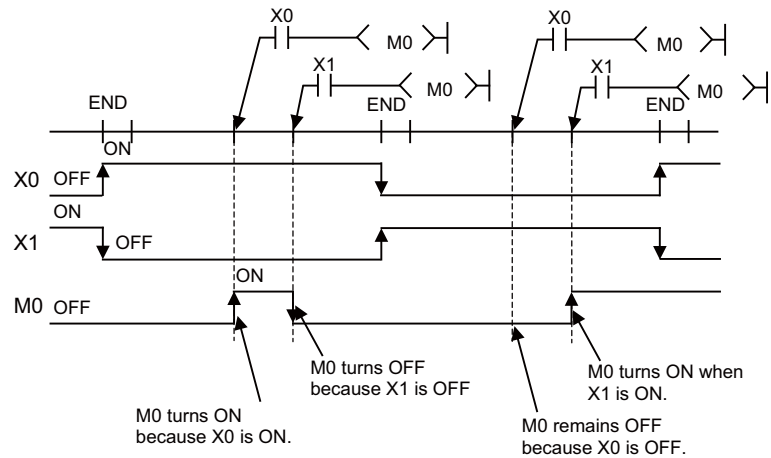 X0
M0
X1
M0
X0
M0
X1
M0
END
END
END
ON
X0 OFF
ON
X1
OFF
ON
M0 OFF
M0 turns OFF
because X1 is OFF
M0 turns ON when
X1 is ON.
M0 turns ON
because X0 is ON.
M0 remains OFF
because X0 is OFF.